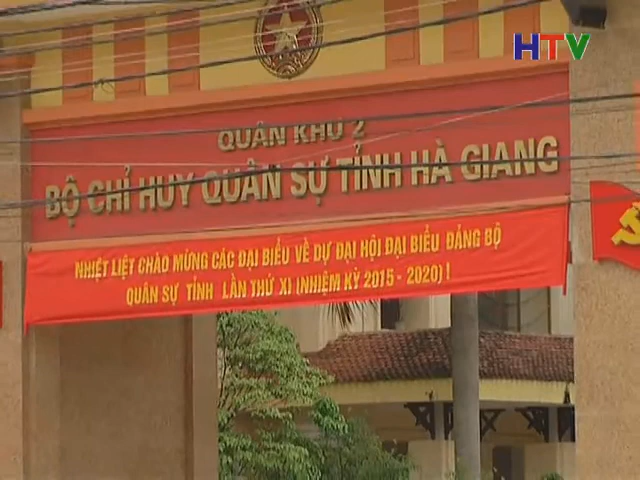 HTV
QUÂN KHU 2
BỘ CHỈ HUY QUÂN SỰ TỈNH HÀ GIANG
NHIỆT LIỆT CHÀO MỪNG CÁC ĐẠI BIỂU VỀ DỰ ĐẠI HỘI ĐẠI BIỂU ĐẢNG BỘ
QUÂN SỰ TỈNH LẦN THỨ XI (NHIỆM KỲ 2015 - 2020) !